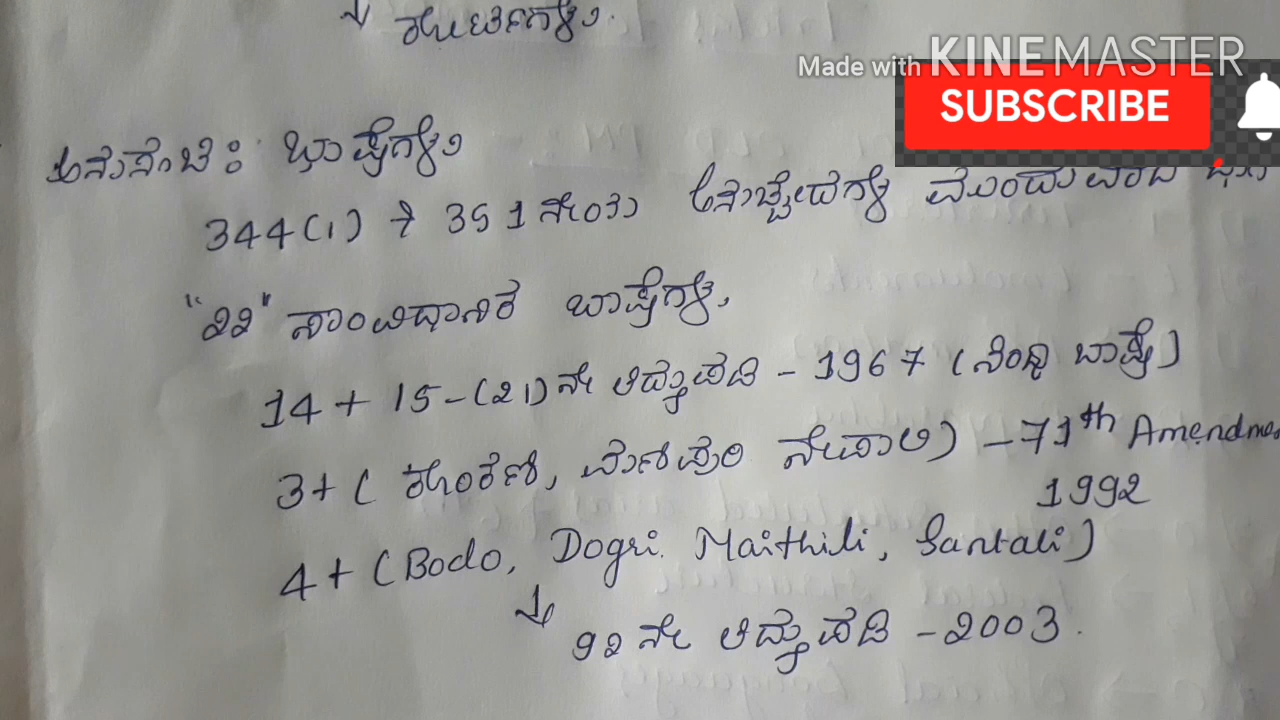 ಕೋರ್ಟ್‌ಗಳು.
Made with KINEMASTER
SUBSCRIBE
ಅನುಸೂಚಿ: ಭಾಷೆಗಳು
344(1) → 351ನೇಂತು ಅನುಚ್ಛೇದಗಳ ಮುಂದುವರಿದ ಭಾಗ
"22" ಸಾಂವಿಧಾನಿಕ ಬಾಷೆಗಳು,
14 + 15-(21)ನೇ ತಿದ್ದುಪಡಿ - 1967 (ಸಿಂಧಿ ಬಾಷೆ)
3+ ( ಕೊಂಕಣಿ, ಮಣಿಪುರಿ ನೇಪಾಲಿ) - 71th Amendme
1992
4+ (Bodo, Dogri. Maithili, Santali)
↓ 92ನೇ ತಿದ್ದುಪಡಿ - 2003.